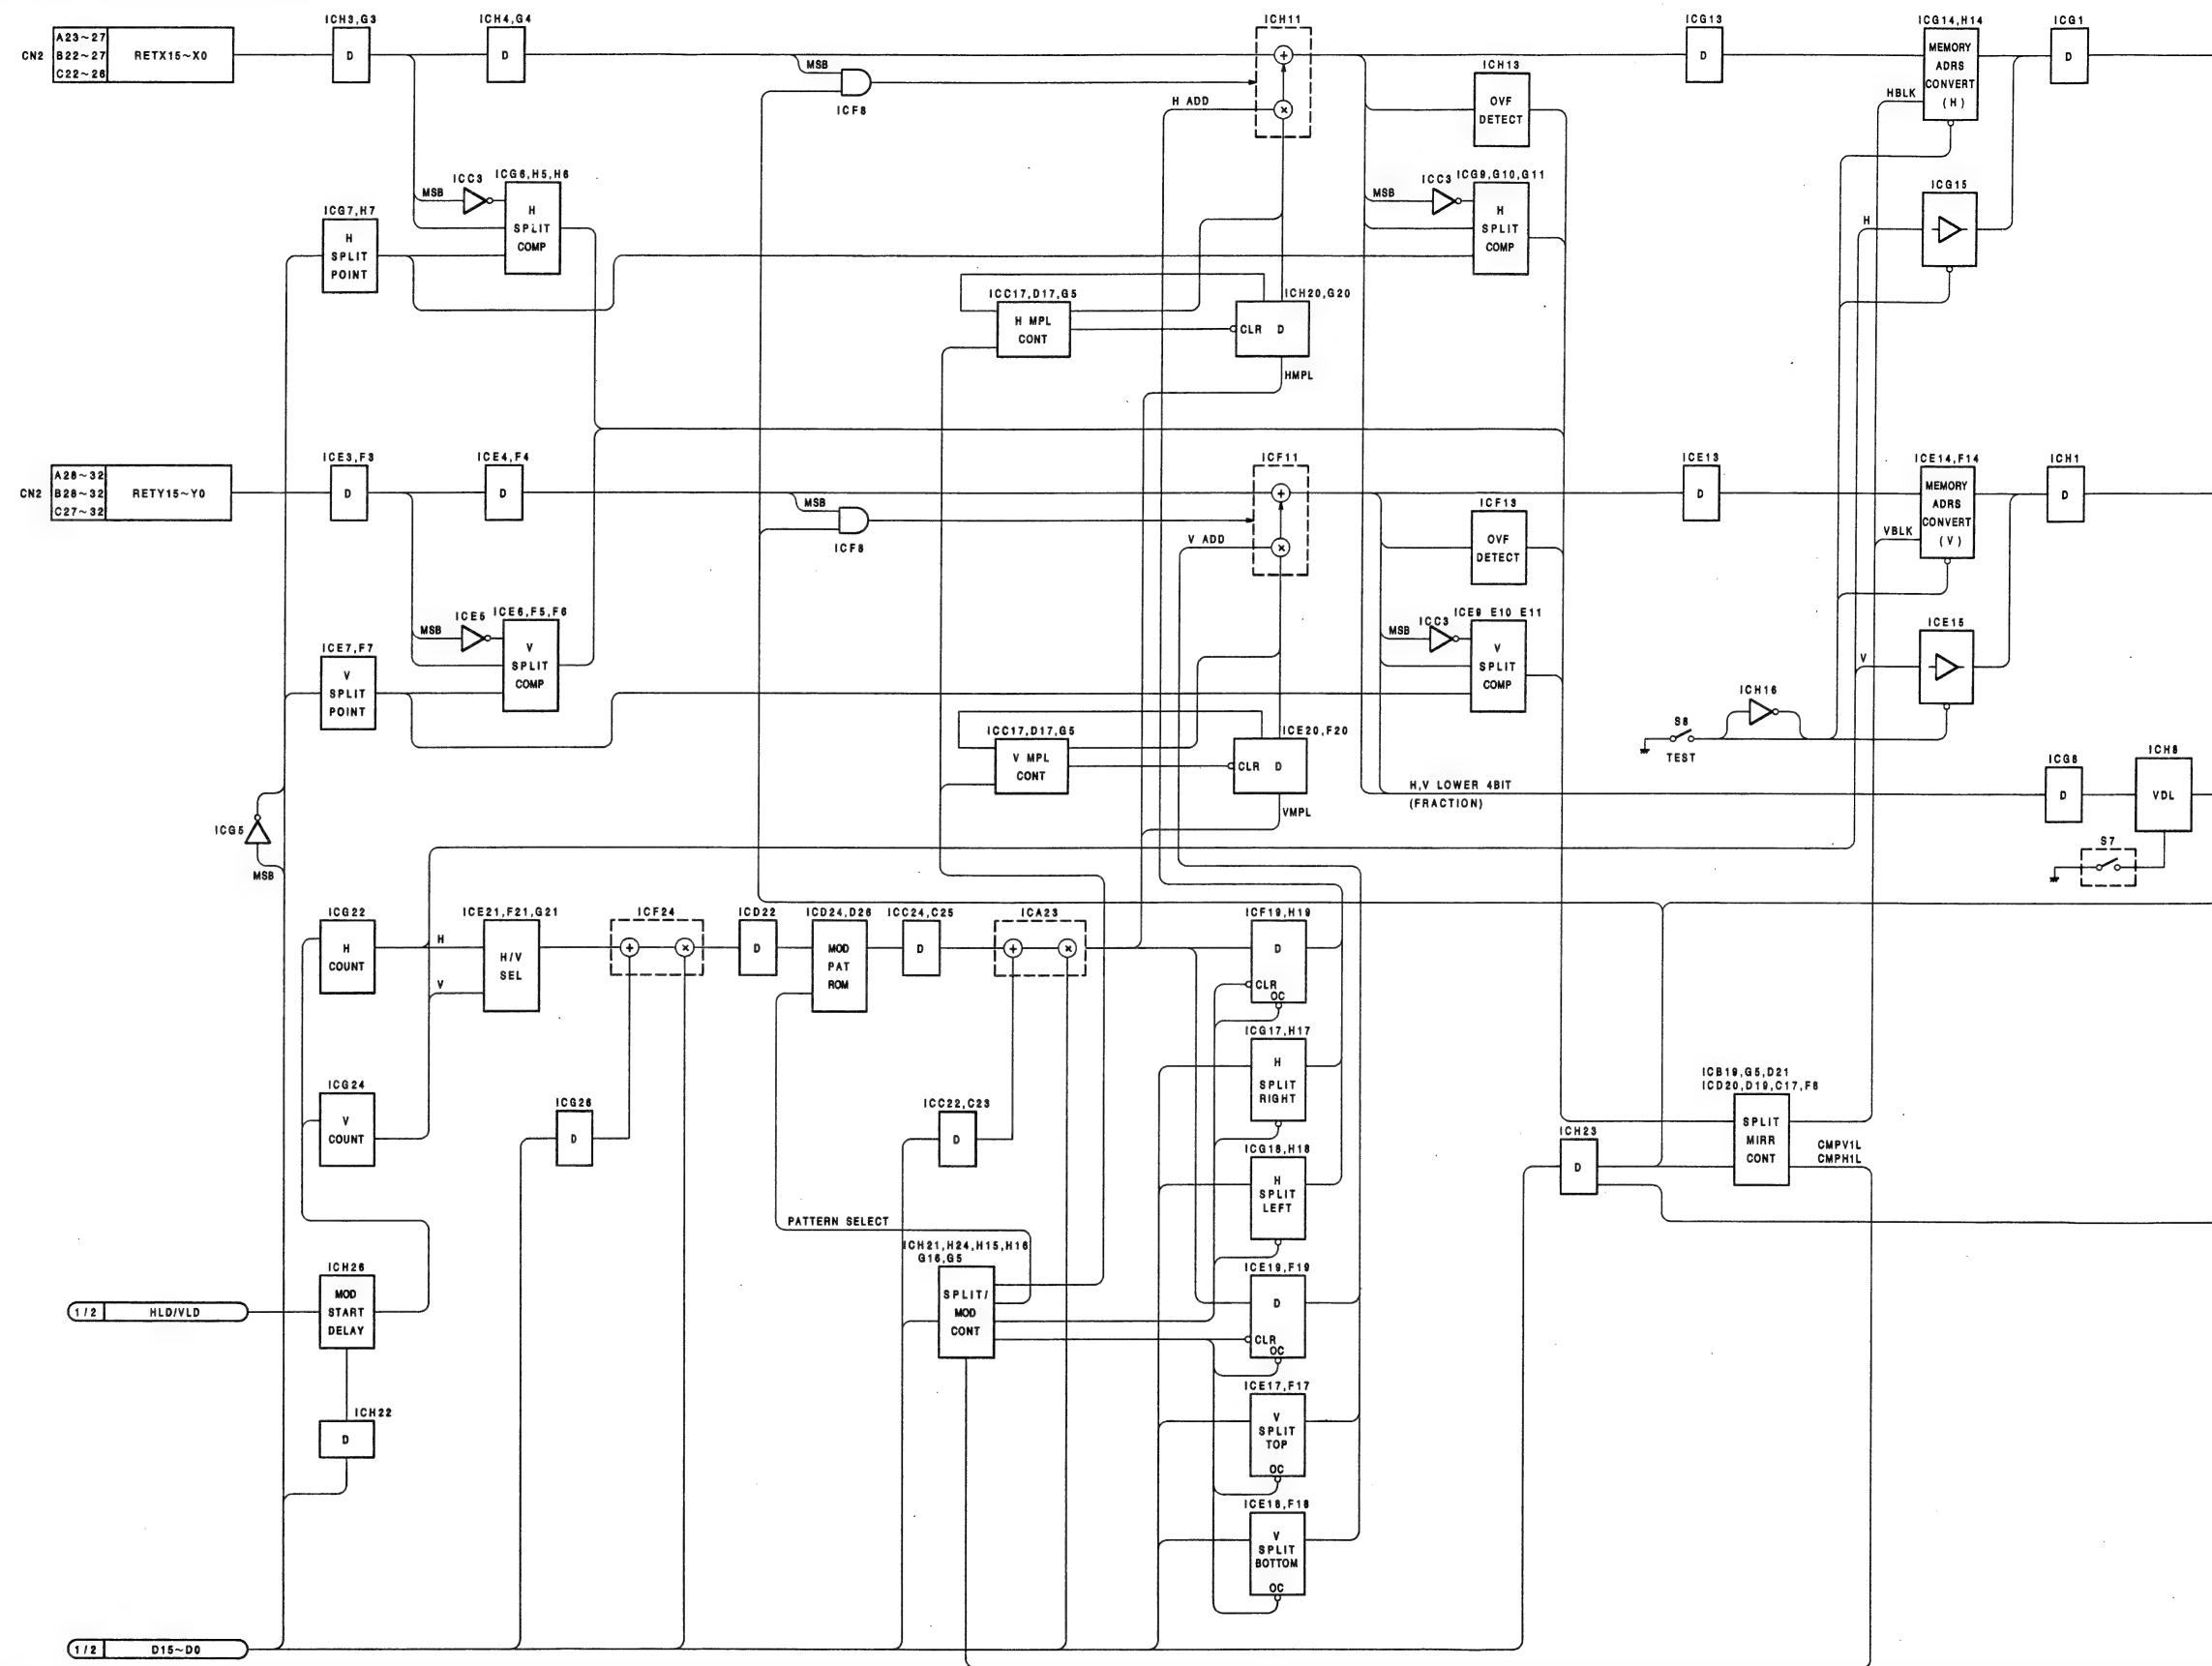 ICH3,G3
ICH4,G4
ICH11
ICG13
ICG14,H14
ICG1
CN2
A23~27
B22~27
C22~26
RETX15~X0
D
D
MSB
ICF8
H ADD
ICH13
OVF
DETECT
D
MEMORY
ADRS
CONVERT
(H)
HBLK
D
ICC3
ICG6,H5,H6
MSB
H
SPLIT
COMP
ICG7,H7
H
SPLIT
POINT
ICC3
ICG9,G10,G11
MSB
H
SPLIT
COMP
ICG15
H
ICC17,D17,G5
H MPL
CONT
ICH20,G20
CLR D
HMPL
ICE3,F3
ICE4,F4
ICF11
ICE13
ICE14,F14
ICH1
CN2
A28~32
B28~32
C27~32
RETY15~Y0
D
D
MSB
ICF8
V ADD
ICF13
OVF
DETECT
D
MEMORY
ADRS
CONVERT
(V)
VBLK
D
ICE5
ICE6,F5,F6
MSB
V
SPLIT
COMP
ICE7,F7
V
SPLIT
POINT
ICC3
ICE9 E10 E11
MSB
V
SPLIT
COMP
ICE15
V
ICH16
S8
TEST
ICC17,D17,G5
V MPL
CONT
ICE20,F20
CLR D
VMPL
H,V LOWER 4BIT
(FRACTION)
ICG8
D
ICH8
VDL
S7
ICG5
MSB
ICG22
H
COUNT
H
V
ICE21,F21,G21
H/V
SEL
ICF24
ICD22
D
ICD24,D26
MOD
PAT
ROM
ICC24,C25
D
ICA23
ICF19,H19
D
CLR
OC
ICG17,H17
H
SPLIT
RIGHT
ICG24
V
COUNT
ICG26
D
ICC22,C23
D
ICG18,H18
H
SPLIT
LEFT
ICB19,G5,D21
ICD20,D19,C17,F8
SPLIT
MIRR
CONT
CMPV1L
CMPH1L
ICH23
D
PATTERN SELECT
ICH21,H24,H15,H16
G16,G5
SPLIT/
MOD
CONT
ICE19,F19
D
CLR
OC
1/2 HLD/VLD
ICH26
MOD
START
DELAY
ICH22
D
ICE17,F17
V
SPLIT
TOP
OC
ICE18,F18
V
SPLIT
BOTTOM
OC
1/2 D15~D0